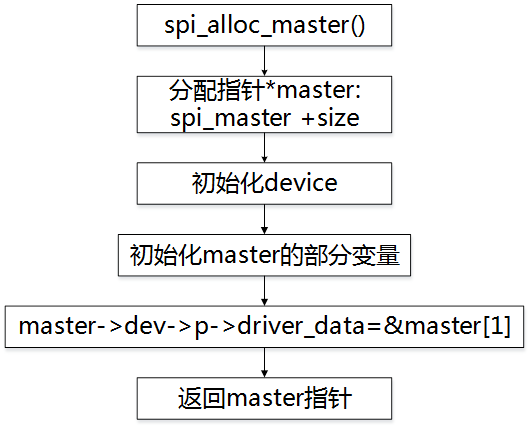 spi_alloc_master()
分配指针*master:
spi_master +size
初始化device
初始化master的部分变量
master->dev->p->driver_data=&master[1]
返回master指针